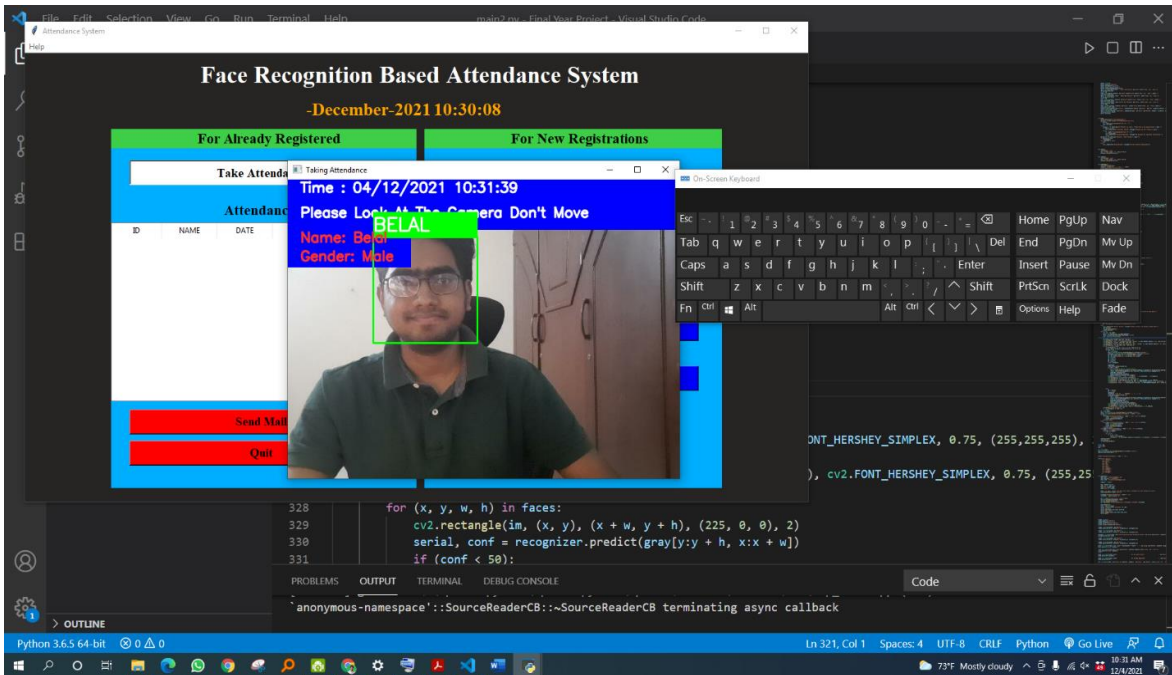 File Edit Selection View Go Run Terminal Help
main2.py - Final Year Project - Visual Studio Code
Attendance System
Help
Face Recognition Based Attendance System
-December-2021 10:30:08
For Already Registered
For New Registrations
Take Attenda
Attendanc
ID NAME DATE
Send Mail
Quit
Taking Attendance
Time : 04/12/2021 10:31:39
Please Look At The Camera Don't Move
BELAL
Name: Belal
Gender: Male
On-Screen Keyboard
Esc 1 2 3 4 5 6 7 8 9 0 - = Home PgUp Nav
Tab q w e r t y u i o p [ ] \ Del End PgDn Mv Up
Caps a s d f g h j k l ; ' Enter Insert Pause Mv Dn
Shift z x c v b n m , . / Shift PrtScn ScrLk Dock
Fn Ctrl Alt Alt Ctrl Options Help Fade
ONT_HERSHEY_SIMPLEX, 0.75, (255,255,255),
), cv2.FONT_HERSHEY_SIMPLEX, 0.75, (255,25
328 for (x, y, w, h) in faces:
329 cv2.rectangle(im, (x, y), (x + w, y + h), (225, 0, 0), 2)
330 serial, conf = recognizer.predict(gray[y:y + h, x:x + w])
331 if (conf < 50):
PROBLEMS OUTPUT TERMINAL DEBUG CONSOLE
Code
`anonymous-namespace'::SourceReaderCB::~SourceReaderCB terminating async callback
> OUTLINE
Python 3.6.5 64-bit 0 0
Ln 321, Col 1 Spaces: 4 UTF-8 CRLF Python Go Live
73°F Mostly cloudy
10:31 AM
12/4/2021